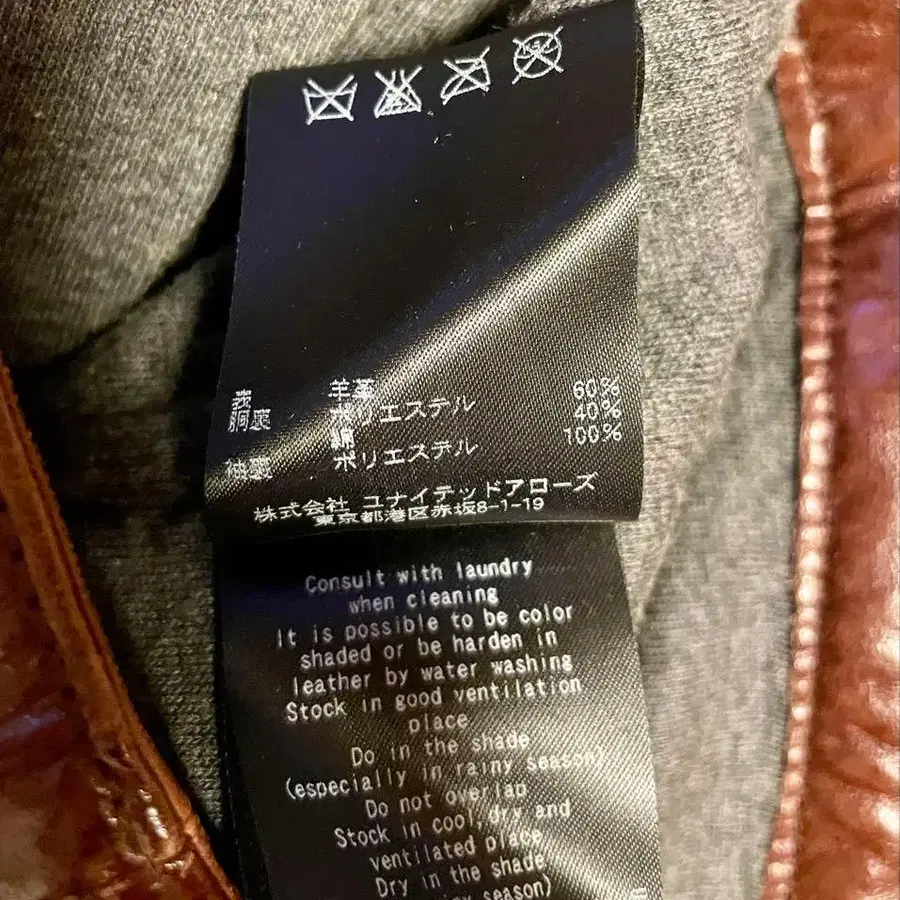 表 羊革
胴裏 ポリエステル 60%
綿 40%
袖裏 ポリエステル 100%
株式会社 ユナイテッドアローズ
東京都港区赤坂8-1-19
Consult with laundry
when cleaning
It is possible to be color
shaded or be harden in
leather by water washing
Stock in good ventilation
place
Do in the shade
(especially in rainy season)
Do not overlap
Stock in cool,dry and
ventilated place
Dry in the shade
season)